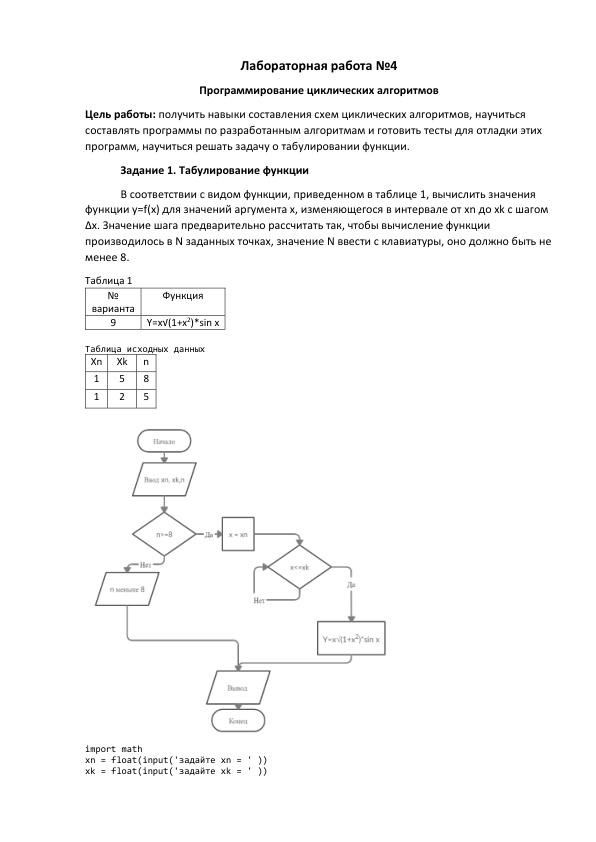 Лабораторная работа №4
Программирование циклических алгоритмов
Цель работы: получить навыки составления схем циклических алгоритмов, научиться
составлять программы по разработанным алгоритмам и готовить тесты для отладки этих
программ, научиться решать задачу о табулировании функции.
Задание 1. Табулирование функции
В соответствии с видом функции, приведенном в таблице 1, вычислить значения
функции y=f(x) для значений аргумента x, изменяющегося в интервале от xn до xk с шагом
Δx. Значение шага предварительно рассчитать так, чтобы вычисление функции
производилось в N заданных точках, значение N ввести с клавиатуры, оно должно быть не
менее 8.
Таблица 1
№ Функция
варианта
9 Y=x√(1+x²)*sin x
Таблица исходных данных
Xn Xk n
1 5 8
1 2 5
Начало
Ввод xn, xk,n
n>=8
Да
x = xn
Нет
n меньше 8
x<=xk
Да
Нет
Y=x√(1+x²)*sin x
Вывод
Конец
import math
xn = float(input('задайте xn = ' ))
xk = float(input('задайте xk = ' ))